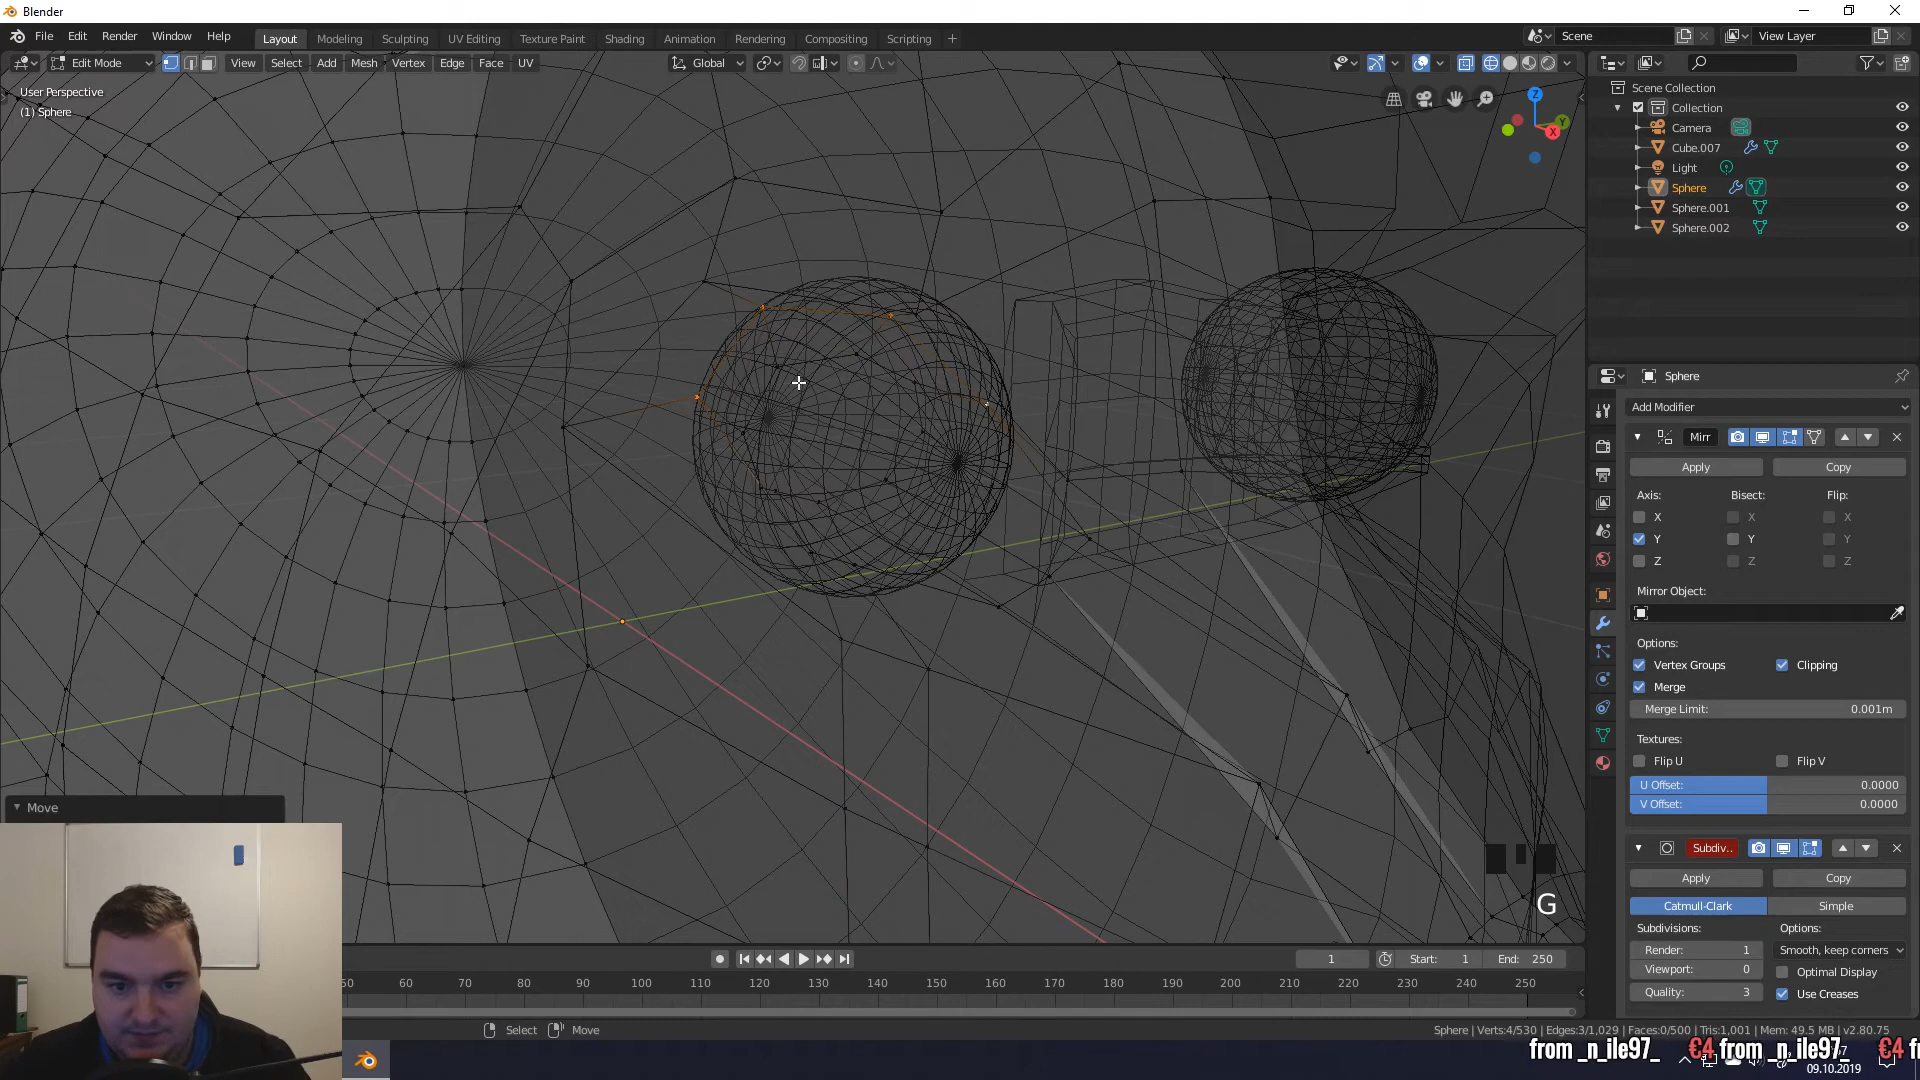 Blender
File Edit Render Window Help
Layout Modeling Sculpting UV Editing Texture Paint Shading Animation Rendering Compositing Scripting +
Scene View Layer
Edit Mode View Select Add Mesh Vertex Edge Face UV Global
User Perspective
(1) Sphere
Z Y X
Scene Collection
Collection
Camera
Cube.007
Light
Sphere
Sphere.001
Sphere.002
Sphere
Add Modifier
Mirr
Apply Copy
Axis: Bisect: Flip:
X X X
Y Y Y
Z Z Z
Mirror Object:
Options:
Vertex Groups Clipping
Merge
Merge Limit: 0.001m
Textures:
Flip U Flip V
U Offset: 0.0000
V Offset: 0.0000
Move
Subdiv..
Apply Copy
Catmull-Clark Simple
Subdivisions: Options:
Render: 1 Smooth, keep corners
Viewport: 0 Optimal Display
Quality: 3 Use Creases
G
1 Start: 1 End: 250
50 60 70 80 90 100 110 120 130 140 150 160 170 180 190 200 210 220 230 240 250
Select Move
Sphere | Verts:4/530 | Edges:3/1,029 | Faces:0/500 | Tris:1,001 | Mem: 49.5 MB | v2.80.75
from _n_ile97_ €4 from _n_ile97_ €4 fr
09.10.2019